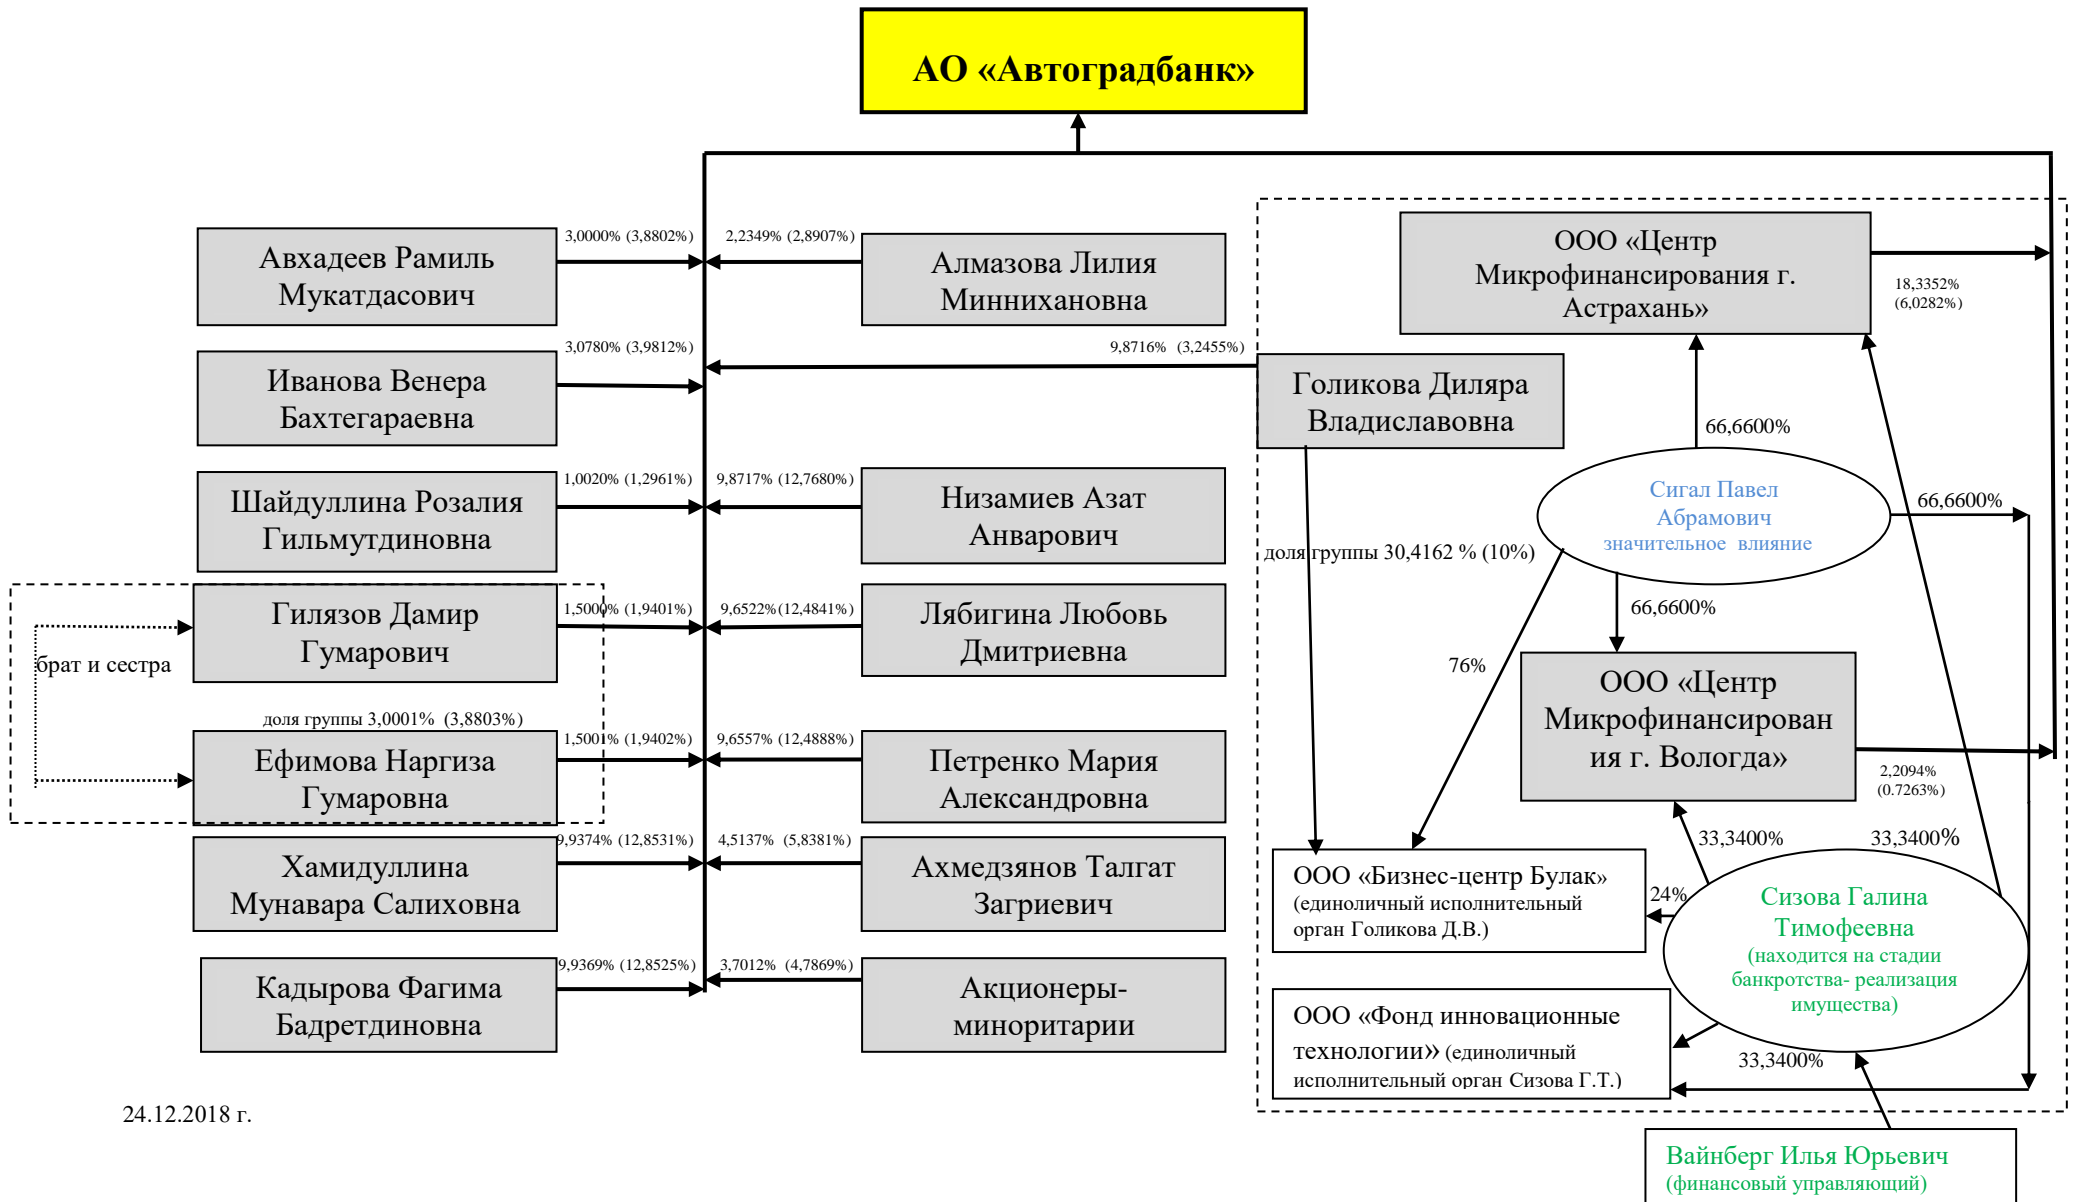 АО «Автоградбанк»
Авхадеев Рамиль
Мукатдасович
3,0000% (3,8802%)
2,2349% (2,8907%)
Алмазова Лилия
Миннихановна
ООО «Центр
Микрофинансирования г.
Астрахань»
18,3352%
(6,0282%)
Иванова Венера
Бахтегараевна
3,0780% (3,9812%)
9,8716% (3,2455%)
Голикова Диляра
Владиславовна
66,6600%
Шайдуллина Розалия
Гильмутдиновна
1,0020% (1,2961%)
9,8717% (12,7680%)
Низамиев Азат
Анварович
Сигал Павел
Абрамович
значительное влияние
66,6600%
доля группы 30,4162 % (10%)
Гилязов Дамир
Гумарович
1,5000% (1,9401%)
9,6522%(12,4841%)
Лябигина Любовь
Дмитриевна
66,6600%
брат и сестра
76%
ООО «Центр
Микрофинансирован
ия г. Вологда»
2,2094%
(0.7263%)
доля группы 3,0001% (3,8803%)
Ефимова Наргиза
Гумаровна
1,5001% (1,9402%)
9,6557% (12,4888%)
Петренко Мария
Александровна
33,3400%
33,3400%
Хамидуллина
Мунавара Салиховна
9,9374% (12,8531%)
4,5137% (5,8381%)
Ахмедзянов Талгат
Загриевич
ООО «Бизнес-центр Булак»
(единоличный исполнительный
орган Голикова Д.В.)
24%
Сизова Галина
Тимофеевна
(находится на стадии
банкротства- реализация
имущества)
Кадырова Фагима
Бадретдиновна
9,9369% (12,8525%)
3,7012% (4,7869%)
Акционеры-
миноритарии
ООО «Фонд инновационные
технологии» (единоличный
исполнительный орган Сизова Г.Т.)
33,3400%
24.12.2018 г.
Вайнберг Илья Юрьевич
(финансовый управляющий)